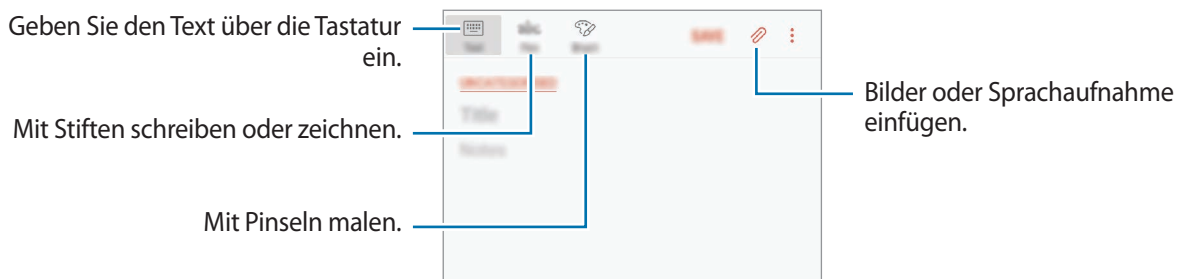 Geben Sie den Text über die Tastatur
ein.
SAVE
UNCATEGORIZED
Title
Notes
Mit Stiften schreiben oder zeichnen.
Bilder oder Sprachaufnahme
einfügen.
Mit Pinseln malen.